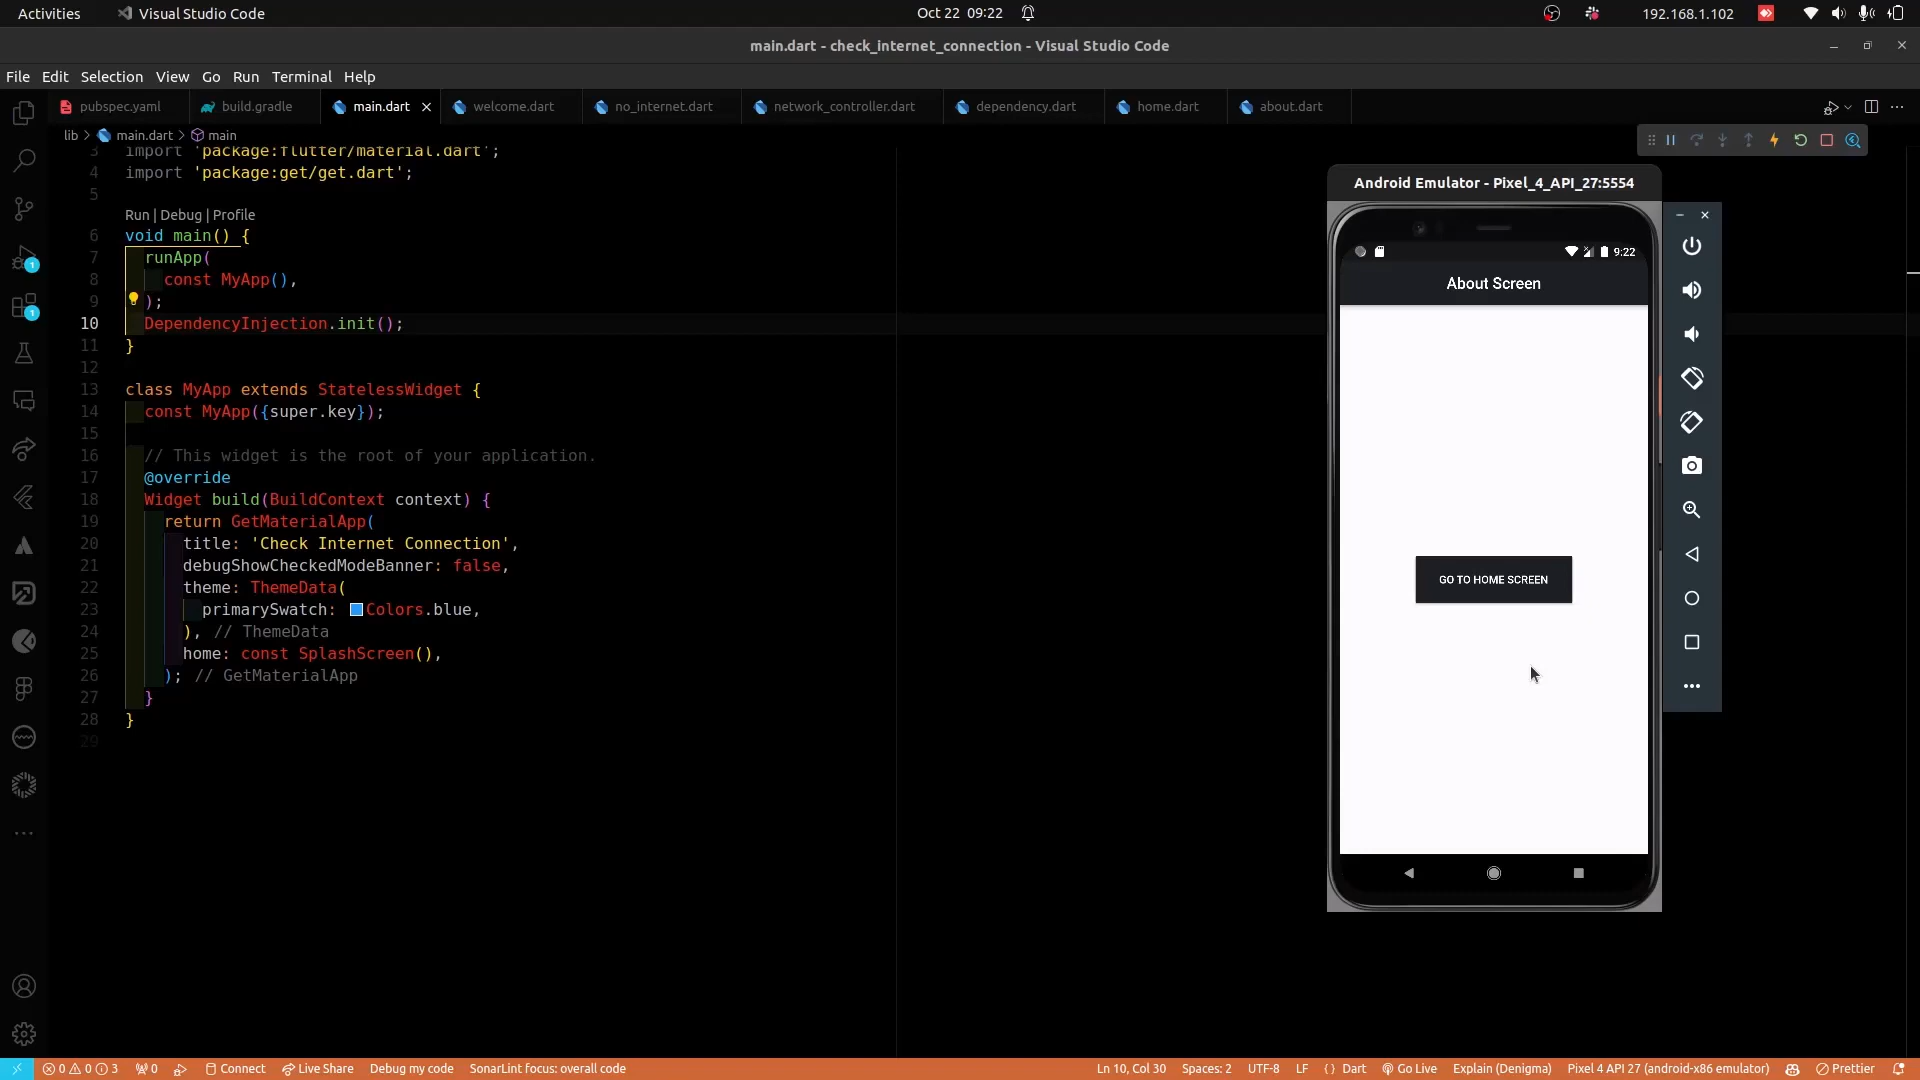 Activities Visual Studio Code Oct 22 09:22 192.168.1.102
main.dart - check_internet_connection - Visual Studio Code
File Edit Selection View Go Run Terminal Help
pubspec.yaml build.gradle main.dart welcome.dart no_internet.dart network_controller.dart dependency.dart home.dart about.dart
lib > main.dart > main
3 import 'package:flutter/material.dart';
4 import 'package:get/get.dart';
5
Run | Debug | Profile
6 void main() {
7 runApp(
8 const MyApp(),
9 );
10 DependencyInjection.init();
11 }
12
13 class MyApp extends StatelessWidget {
14 const MyApp({super.key});
15
16 // This widget is the root of your application.
17 @override
18 Widget build(BuildContext context) {
19 return GetMaterialApp(
20 title: 'Check Internet Connection',
21 debugShowCheckedModeBanner: false,
22 theme: ThemeData(
23 primarySwatch: Colors.blue,
24 ), // ThemeData
25 home: const SplashScreen(),
26 ); // GetMaterialApp
27 }
28 }
29
1
1
Android Emulator - Pixel_4_API_27:5554
9:22
About Screen
GO TO HOME SCREEN
0 0 3 0 Connect Live Share Debug my code SonarLint focus: overall code Ln 10, Col 30 Spaces: 2 UTF-8 LF { } Dart Go Live Explain (Denigma) Pixel 4 API 27 (android-x86 emulator) Prettier